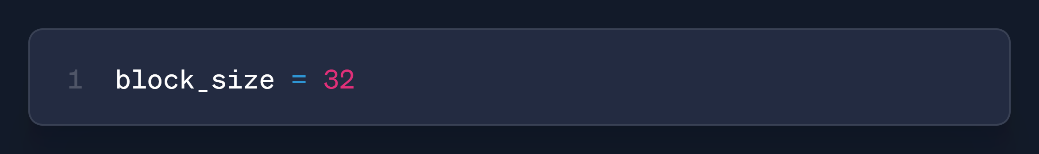 1 block_size = 32